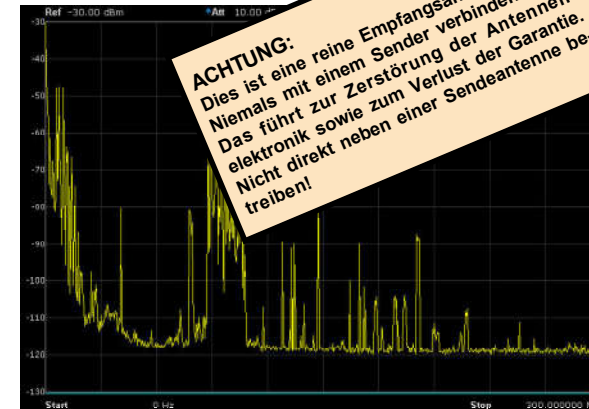 Ref -30.00 dBm Att 10.00 d
-30
-40
-50
-60
-70
-80
-90
-100
-110
-120
-130
Start 0 Hz Stop 300.000000
ACHTUNG:
Dies ist eine reine
Niemals mit einem Sender verbinden
Das führt zur Zerstörung der Antennen
elektronik sowie zum Verlust der Garantie.
Nicht direkt neben einer Sendeantenne be-
treiben!